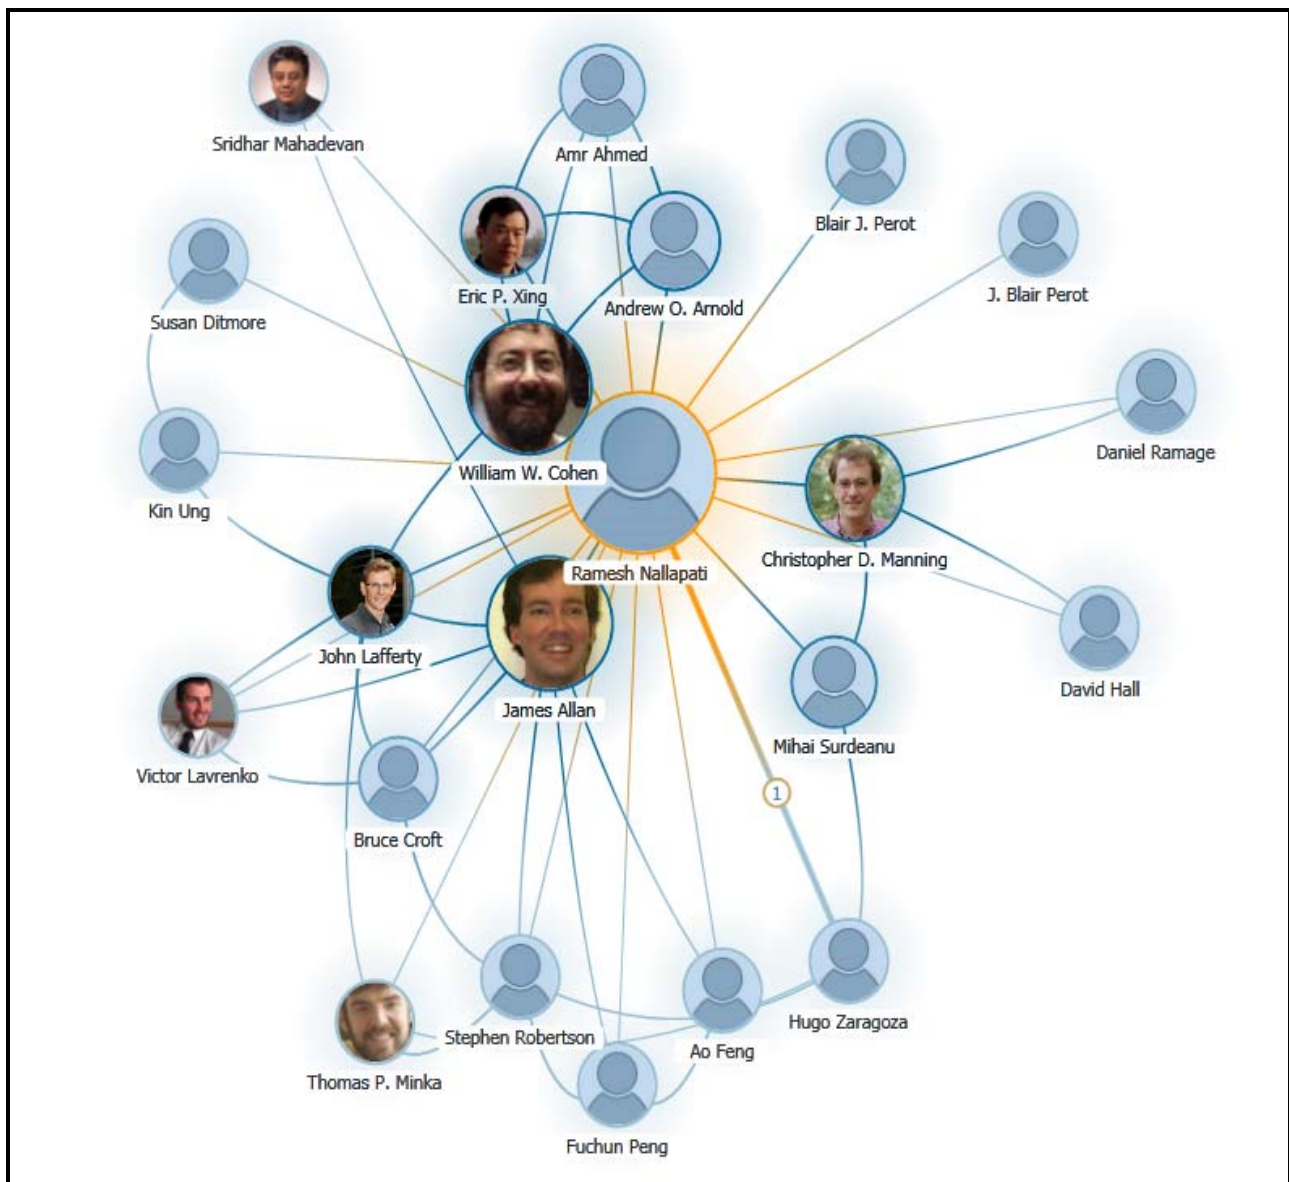 Sridhar Mahadevan
Amr Ahmed
Blair J. Perot
Eric P. Xing
Andrew O. Arnold
J. Blair Perot
Susan Ditmore
Daniel Ramage
William W. Cohen
Kin Ung
Christopher D. Manning
Ramesh Nallapati
John Lafferty
David Hall
James Allan
Mihai Surdeanu
Victor Lavrenko
1
Bruce Croft
Hugo Zaragoza
Stephen Robertson
Ao Feng
Thomas P. Minka
Fuchun Peng